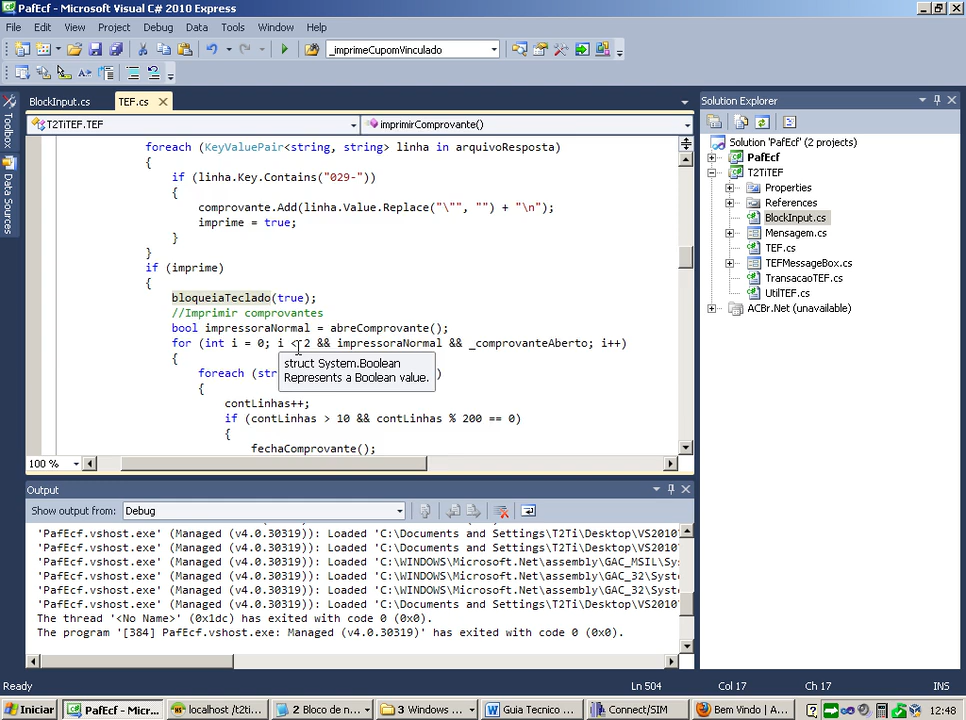 PafEcf - Microsoft Visual C# 2010 Express
File Edit View Project Debug Data Tools Window Help
_imprimeCupomVinculado
BlockInput.cs TEF.cs
T2TiTEF.TEF imprimirComprovante()
foreach (KeyValuePair<string, string> linha in arquivoResposta)
{
if (linha.Key.Contains("029-"))
{
comprovante.Add(linha.Value.Replace("\"", "") + "\n");
imprime = true;
}
}
if (imprime)
{
bloqueiaTeclado(true);
//Imprimir comprovantes
bool impressoraNormal = abreComprovante();
for (int i = 0; i < 2 && impressoraNormal && _comprovanteAberto; i++)
{
struct System.Boolean
Represents a Boolean value.
foreach (str )
{
contLinhas++;
if (contLinhas > 10 && contLinhas % 200 == 0)
{
fechaComprovante();
100 %
Toolbox
Data Sources
Output
Show output from: Debug
'PafEcf.vshost.exe' (Managed (v4.0.30319)): Loaded 'C:\Documents and Settings\T2Ti\Desktop\VS2010'
'PafEcf.vshost.exe' (Managed (v4.0.30319)): Loaded 'C:\Documents and Settings\T2Ti\Desktop\VS2010'
'PafEcf.vshost.exe' (Managed (v4.0.30319)): Loaded 'C:\WINDOWS\Microsoft.Net\assembly\GAC_MSIL\Sys
'PafEcf.vshost.exe' (Managed (v4.0.30319)): Loaded 'C:\WINDOWS\Microsoft.Net\assembly\GAC_32\Syste
'PafEcf.vshost.exe' (Managed (v4.0.30319)): Loaded 'C:\WINDOWS\Microsoft.Net\assembly\GAC_32\Syste
'PafEcf.vshost.exe' (Managed (v4.0.30319)): Loaded 'C:\Documents and Settings\T2Ti\Desktop\VS2010'
The thread '<No Name>' (0x1dc) has exited with code 0 (0x0).
The program '[384] PafEcf.vshost.exe: Managed (v4.0.30319)' has exited with code 0 (0x0).
Solution Explorer
Solution 'PafEcf' (2 projects)
PafEcf
T2TiTEF
Properties
References
BlockInput.cs
Mensagem.cs
TEF.cs
TEFMessageBox.cs
TransacaoTEF.cs
UtilTEF.cs
ACBr.Net (unavailable)
Ready Ln 504 Col 17 Ch 17 INS
Iniciar PafEcf - Micr... localhost /t2ti... 2 Bloco de n... 3 Windows ... Guia Tecnico ... Connect/SIM Bem Vindo | A... 12:48